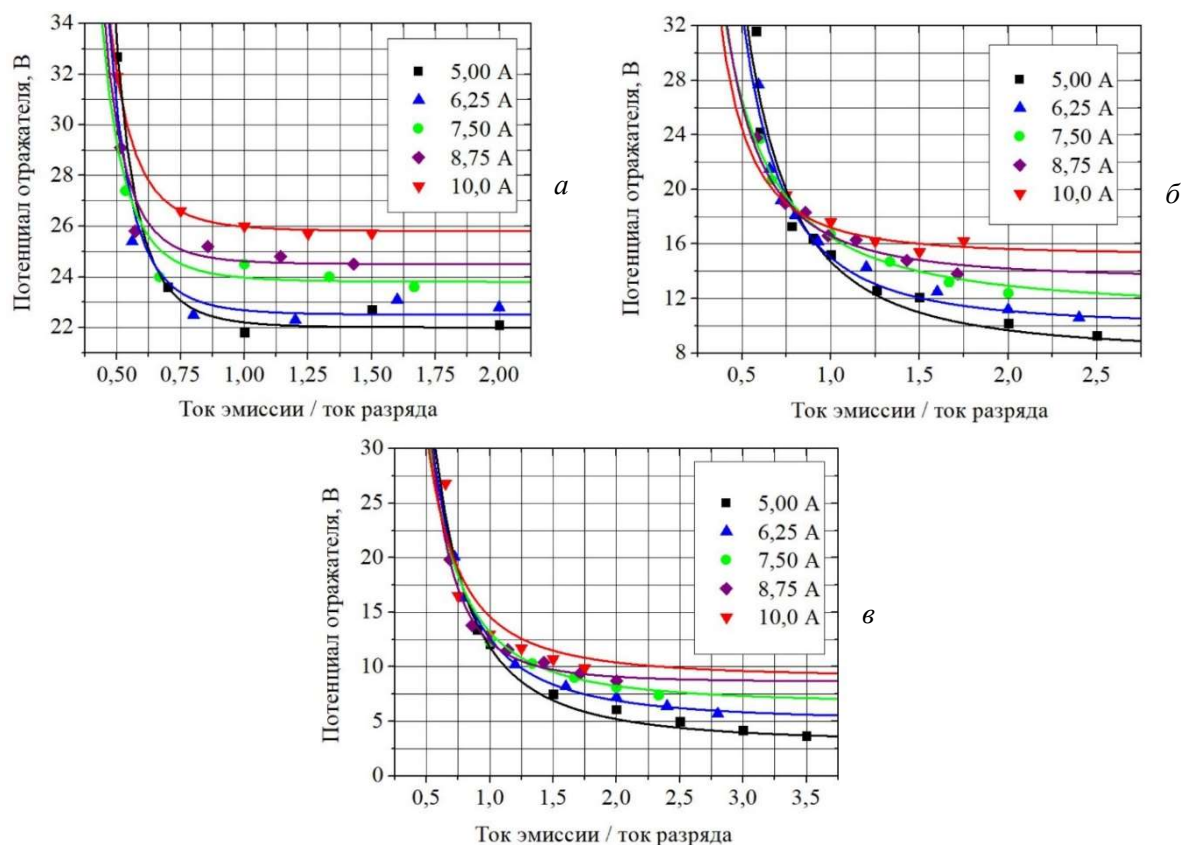 34
32
30
28
26
24
22
Потенциал отражателя, В
5,00 А
6,25 А
7,50 А
8,75 А
10,0 А
0,50 0,75 1,00 1,25 1,50 1,75 2,00
Ток эмиссии / ток разряда
а
32
28
24
20
16
12
8
Потенциал отражателя, В
5,00 А
6,25 А
7,50 А
8,75 А
10,0 А
0,5 1,0 1,5 2,0 2,5
Ток эмиссии / ток разряда
б
30
25
20
15
10
5
0
Потенциал отражателя, В
5,00 А
6,25 А
7,50 А
8,75 А
10,0 А
0,5 1,0 1,5 2,0 2,5 3,0 3,5
Ток эмиссии / ток разряда
в